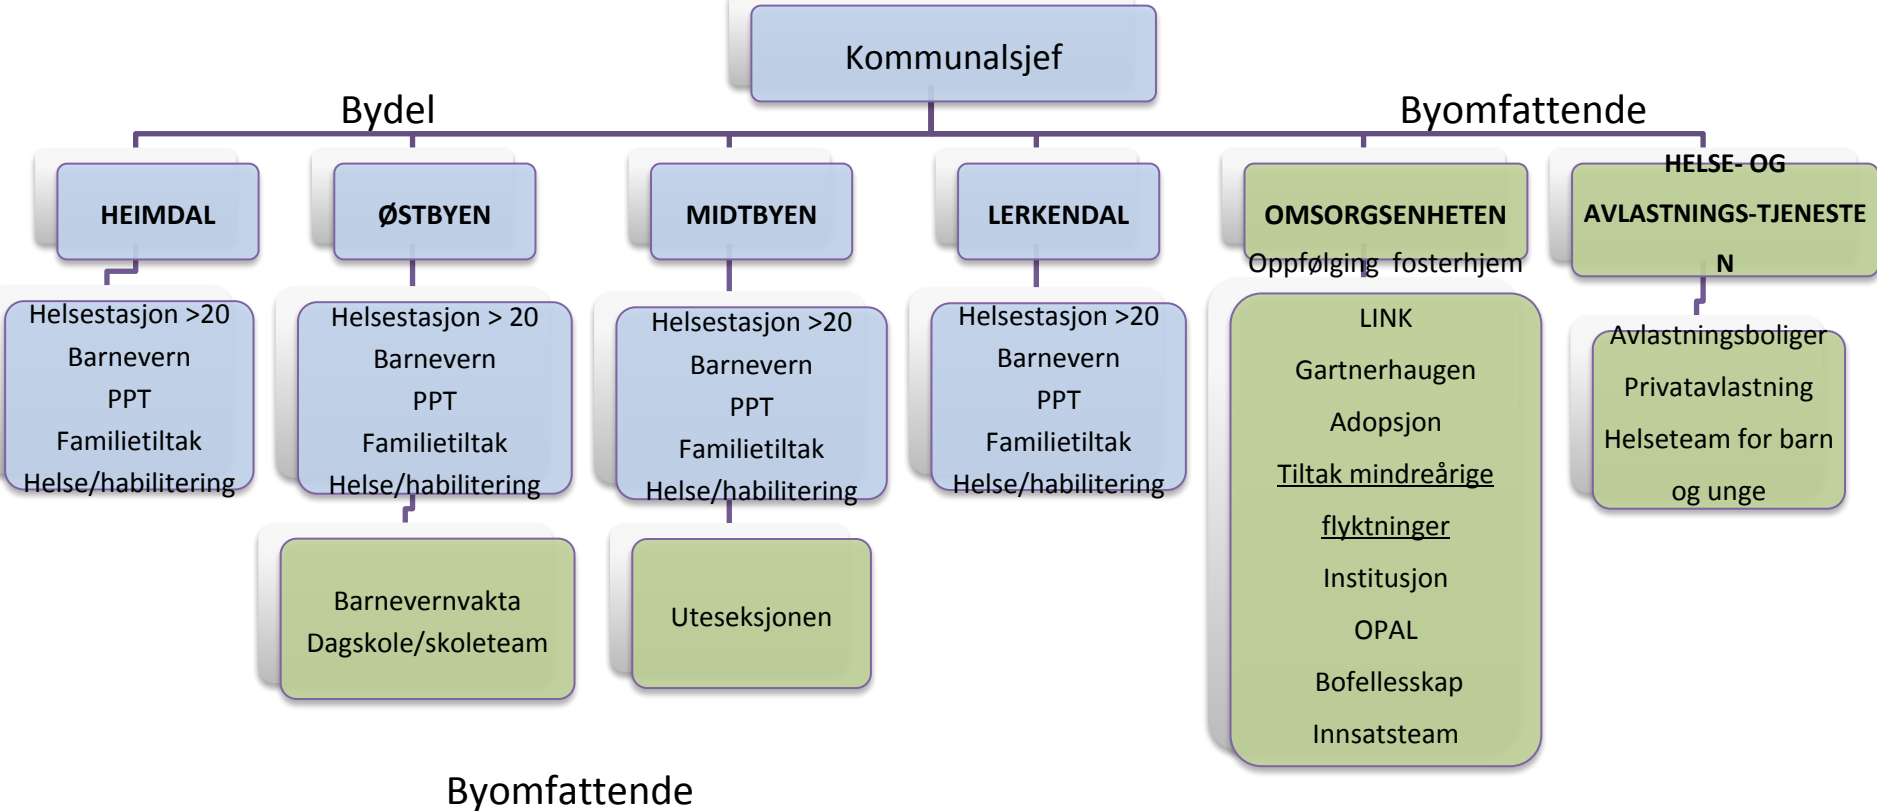 Kommunalsjef
Bydel
Byomfattende
HEIMDAL
ØSTBYEN
MIDTBYEN
LERKENDAL
OMSORGSENHETEN
HELSE- OG
AVLASTNINGS-TJENESTE
N
Helsestasjon >20
Barnevern
PPT
Familietiltak
Helse/habilitering
Helsestasjon > 20
Barnevern
PPT
Familietiltak
Helse/habilitering
Helsestasjon >20
Barnevern
PPT
Familietiltak
Helse/habilitering
Helsestasjon >20
Barnevern
PPT
Familietiltak
Helse/habilitering
Oppfølging fosterhjem
LINK
Gartnerhaugen
Adopsjon
Tiltak mindreårige
flyktninger
Institusjon
OPAL
Bofellesskap
Innsatsteam
Avlastningsboliger
Privatavlastning
Helseteam for barn
og unge
Barnevernvakta
Dagskole/skoleteam
Uteseksjonen
Byomfattende